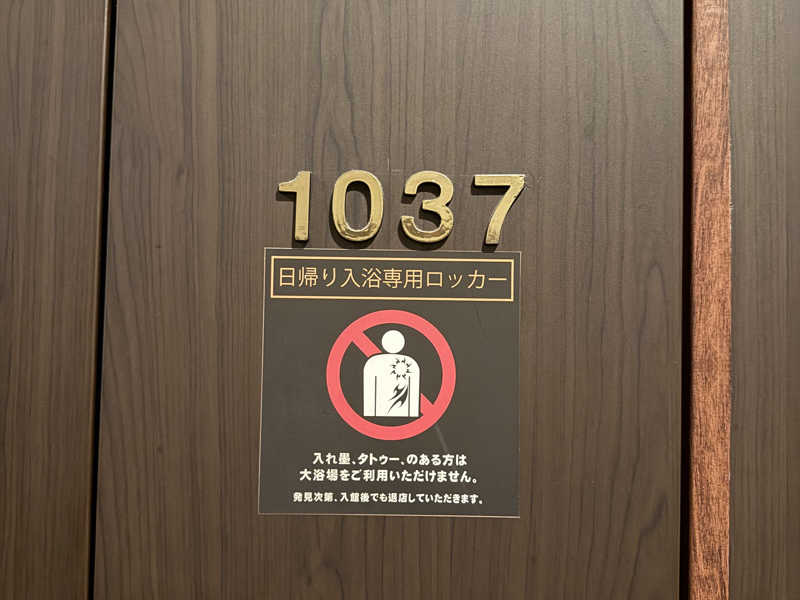 1037
日帰り入浴専用ロッカー
入れ墨、タトゥー、のある方は
大浴場をご利用いただけません。
発見次第、入館後でも退店していただきます。